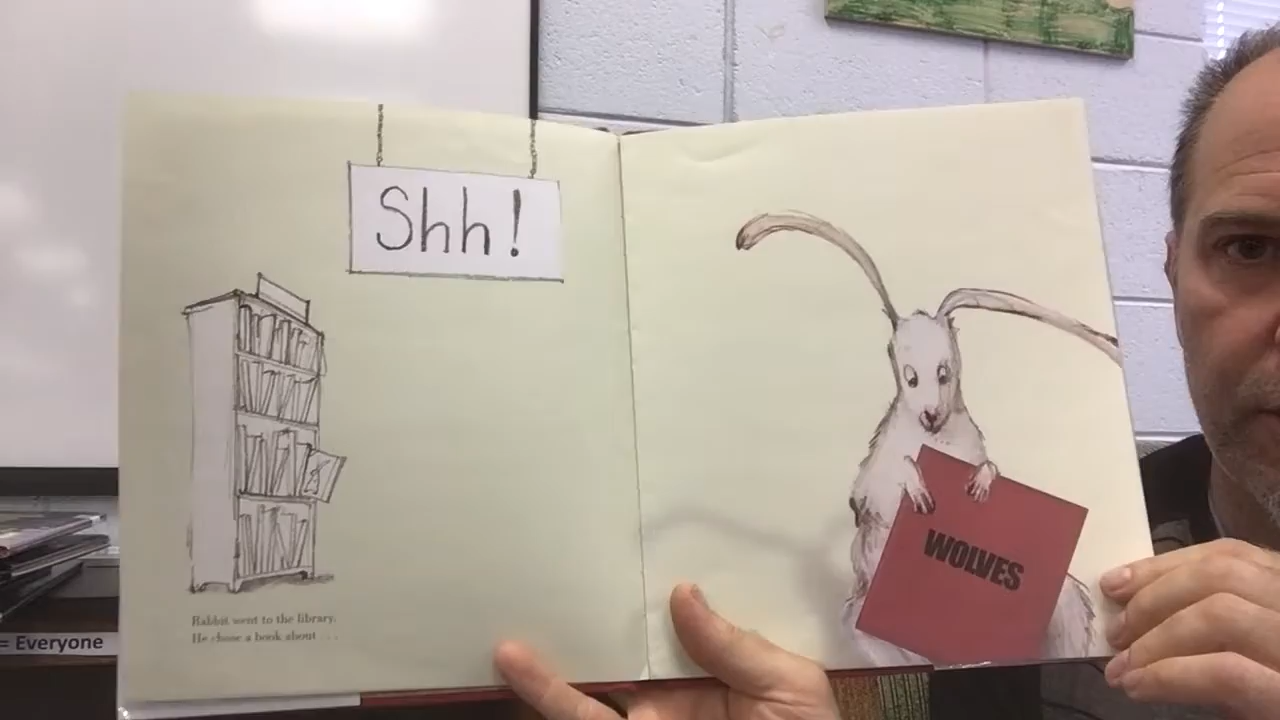 Shh!
Rabbit went to the library.
He chose a book about . . .
WOLVES
= Everyone